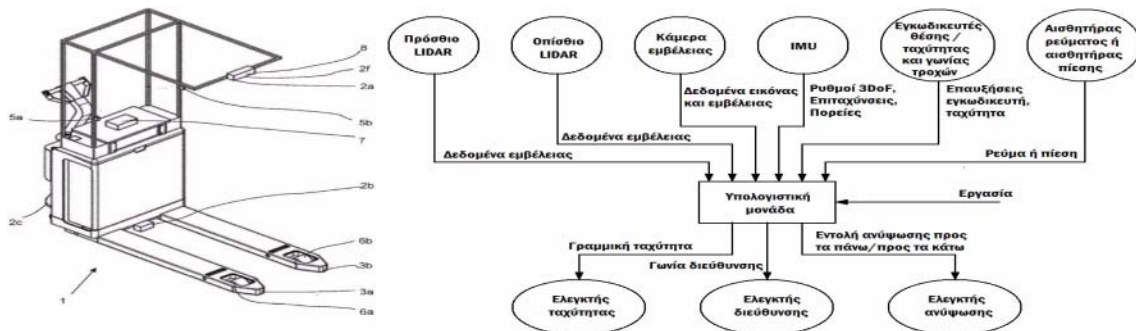 8
2f
2a
5b
5a
7
2b
2c
6b
3b
3a
6a
1
Πρόσθιο
LIDAR
Οπίσθιο
LIDAR
Κάμερα
εμβέλειας
IMU
Εγκωδικευτές
θέσης /
ταχύτητας
και γωνίας
τροχών
Αισθητήρας
ρεύματος ή
αισθητήρας
πίεσης
Δεδομένα εικόνας
και εμβέλειας
Ρυθμοί 3DoF,
Επιταχύνσεις,
Πορείες
Επαυξήσεις
εγκωδικευτή,
ταχύτητα
Δεδομένα εμβέλειας
Δεδομένα εμβέλειας
Ρεύμα ή πίεση
Υπολογιστική
μονάδα
Εργασία
Γραμμική ταχύτητα
Γωνία διεύθυνσης
Εντολή ανύψωσης προς
τα πάνω/προς τα κάτω
Ελεγκτής
ταχύτητας
Ελεγκτής
διεύθυνσης
Ελεγκτής
ανύψωσης